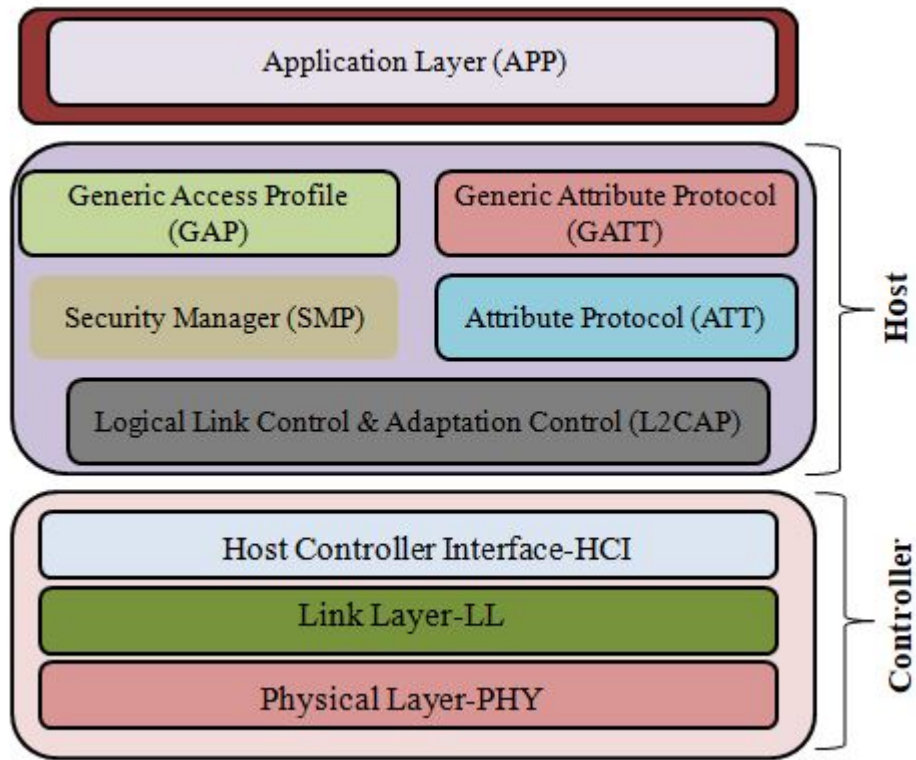 Application Layer (APP)
Generic Access Profile
(GAP)
Generic Attribute Protocol
(GATT)
Security Manager (SMP)
Attribute Protocol (ATT)
Logical Link Control & Adaptation Control (L2CAP)
Host
Host Controller Interface-HCI
Link Layer-LL
Physical Layer-PHY
Controller